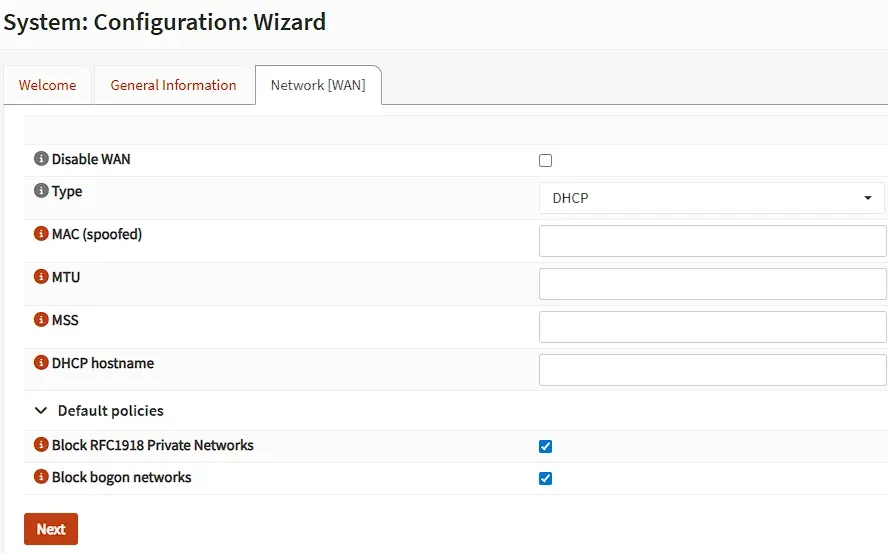 System: Configuration: Wizard
Welcome General Information Network [WAN]
Disable WAN
Type DHCP
MAC (spoofed)
MTU
MSS
DHCP hostname
Default policies
Block RFC1918 Private Networks
Block bogon networks
Next